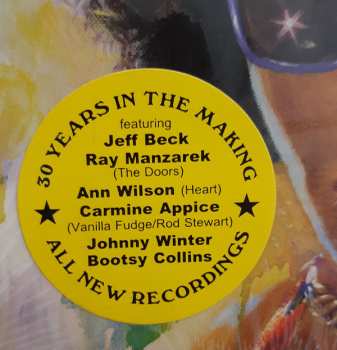 30 YEARS IN THE MAKING
featuring
Jeff Beck
Ray Manzarek
(The Doors)
Ann Wilson (Heart)
Carmine Appice
(Vanilla Fudge/Rod Stewart)
Johnny Winter
Bootsy Collins
ALL NEW RECORDINGS